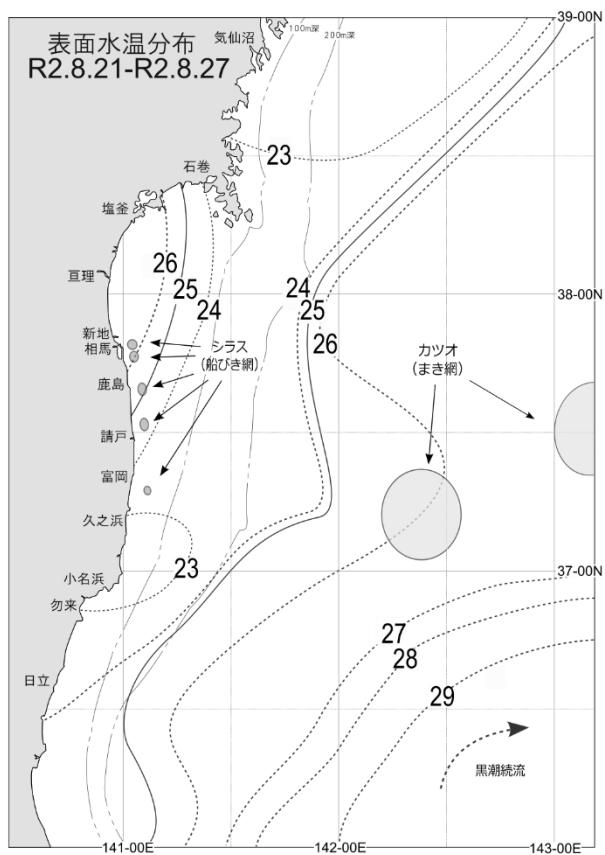 表面水温分布
R2.8.21-R2.8.27
気仙沼
100m深
200m深
39-00N
23
石巻
塩釜
26
亘理
25
24
24
38-00N
25
新地
相馬
26
シラス
(船びき網)
カツオ
(まき網)
鹿島
請戸
富岡
久之浜
23
37-00N
小名浜
勿来
27
28
日立
29
黒潮続流
141-00E
142-00E
143-00E